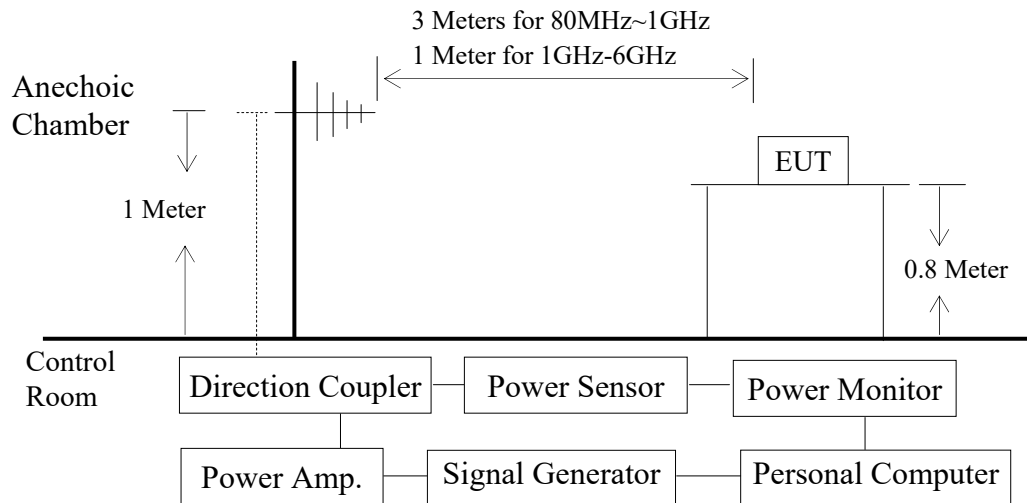 3 Meters for 80MHz~1GHz
1 Meter for 1GHz-6GHz
Anechoic
Chamber
EUT
1 Meter
0.8 Meter
Control
Room
Direction Coupler
Power Sensor
Power Monitor
Power Amp.
Signal Generator
Personal Computer